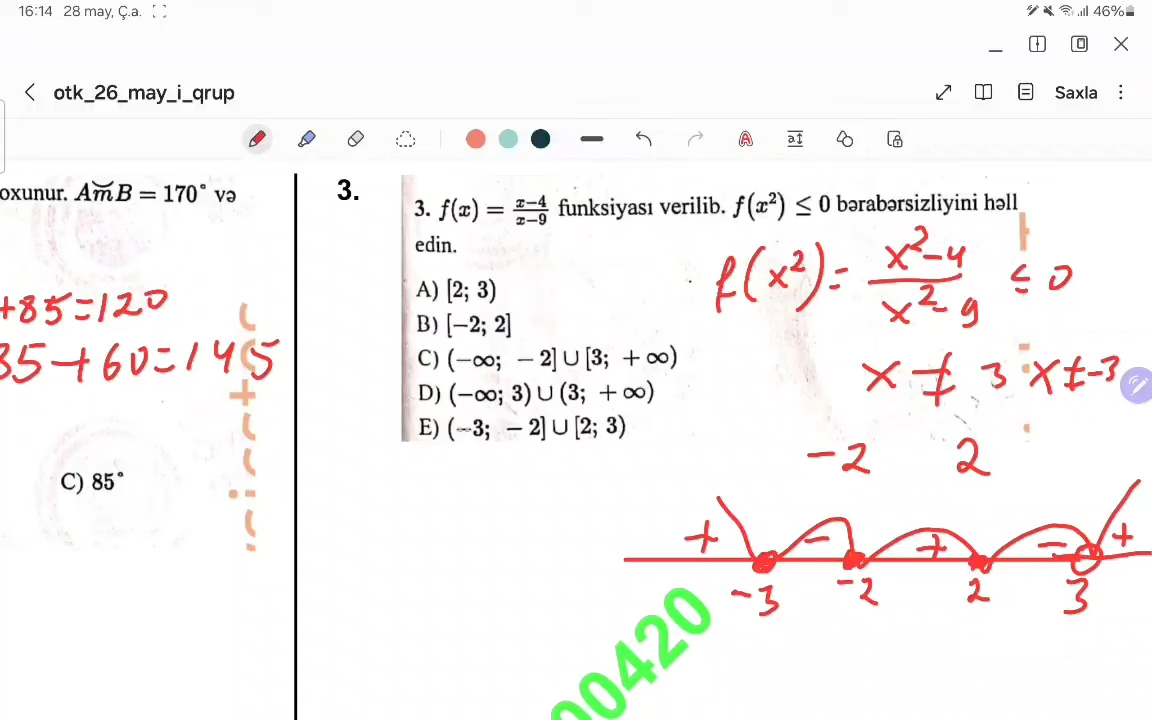 16:14 28 may, Ç.a. 46%
otk_26_may_i_qrup
Saxla
oxunur. AmB = 170° və
+85=120
35+60=145
C) 85°
3.
3. f(x) = x−4/x−9 funksiyası verilib. f(x²) ≤ 0 bərabərsizliyini həll
edin.
A) [2; 3)
B) [−2; 2]
C) (−∞; −2] ∪ [3; +∞)
D) (−∞; 3) ∪ (3; +∞)
E) (−3; −2] ∪ [2; 3)
f(x²) = x²−4/x²−9 ≤ 0
x ≠ 3 x ≠ −3
−2 2
+ − + − +
−3 −2 2 3
00420